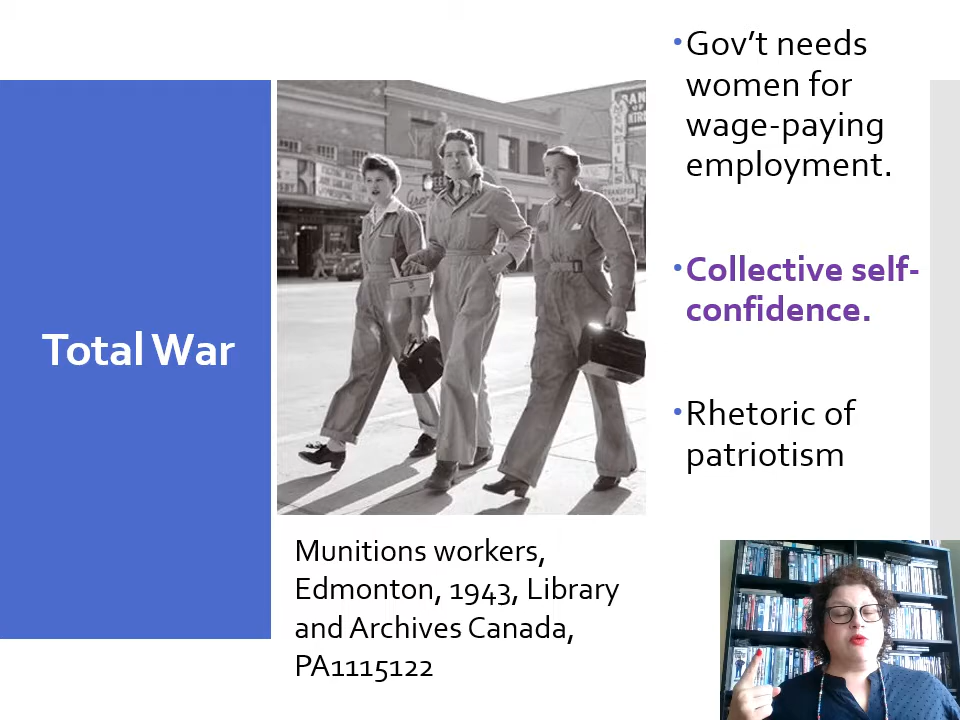 Total War
Gov’t needs
women for
wage-paying
employment.
Collective self-
confidence.
Rhetoric of
patriotism
Munitions workers,
Edmonton, 1943, Library
and Archives Canada,
PA1115122